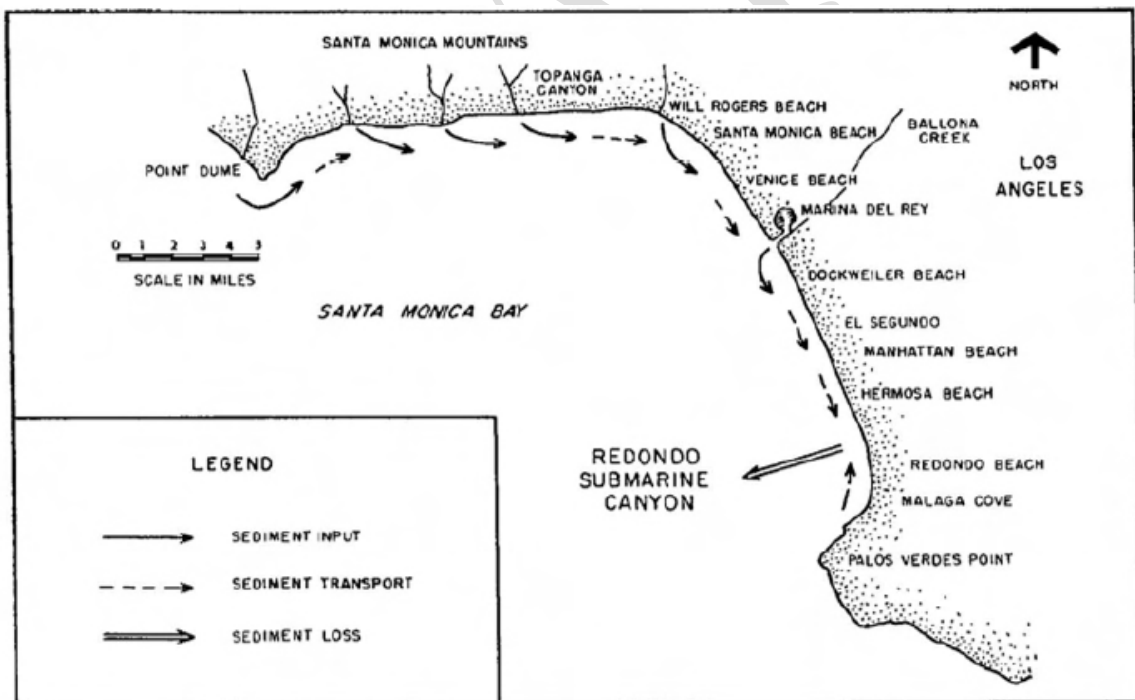 SANTA MONICA MOUNTAINS
TOPANGA
CANYON
NORTH
WILL ROGERS BEACH
SANTA MONICA BEACH
BALLONA
CREEK
LOS
ANGELES
POINT DUME
VENICE BEACH
MARINA DEL REY
0 1 2 3 4 5
SCALE IN MILES
DOCKWEILER BEACH
SANTA MONICA BAY
EL SEGUNDO
MANHATTAN BEACH
HERMOSA BEACH
REDONDO
SUBMARINE
CANYON
REDONDO BEACH
MALAGA COVE
PALOS VERDES POINT
LEGEND
SEDIMENT INPUT
SEDIMENT TRANSPORT
SEDIMENT LOSS